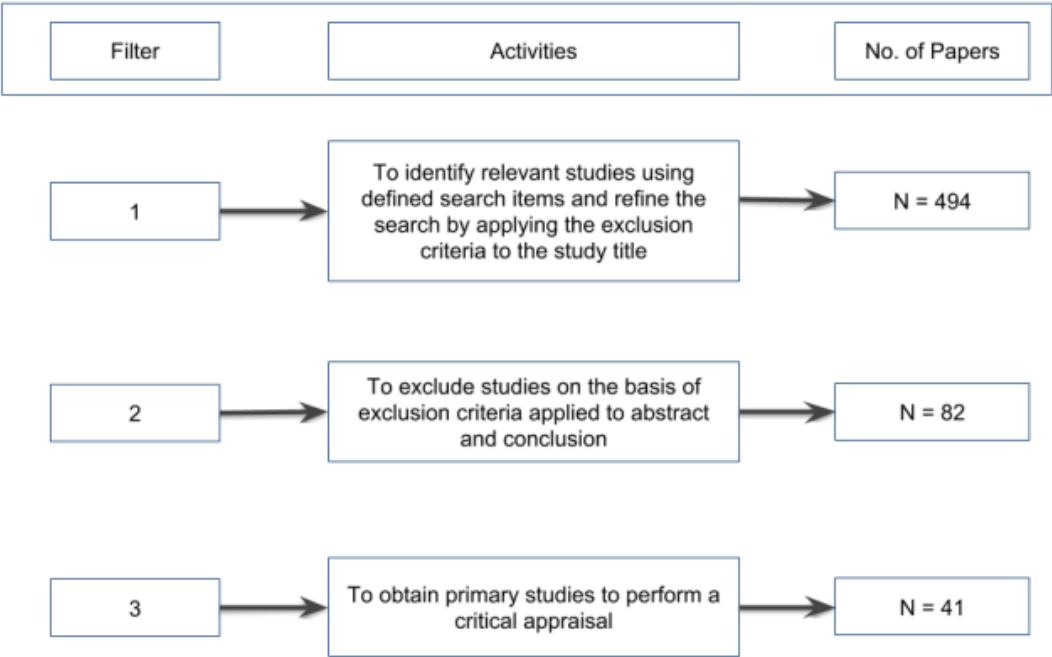 Filter
Activities
No. of Papers
1
To identify relevant studies using
defined search items and refine the
search by applying the exclusion
criteria to the study title
N = 494
2
To exclude studies on the basis of
exclusion criteria applied to abstract
and conclusion
N = 82
3
To obtain primary studies to perform a
critical appraisal
N = 41